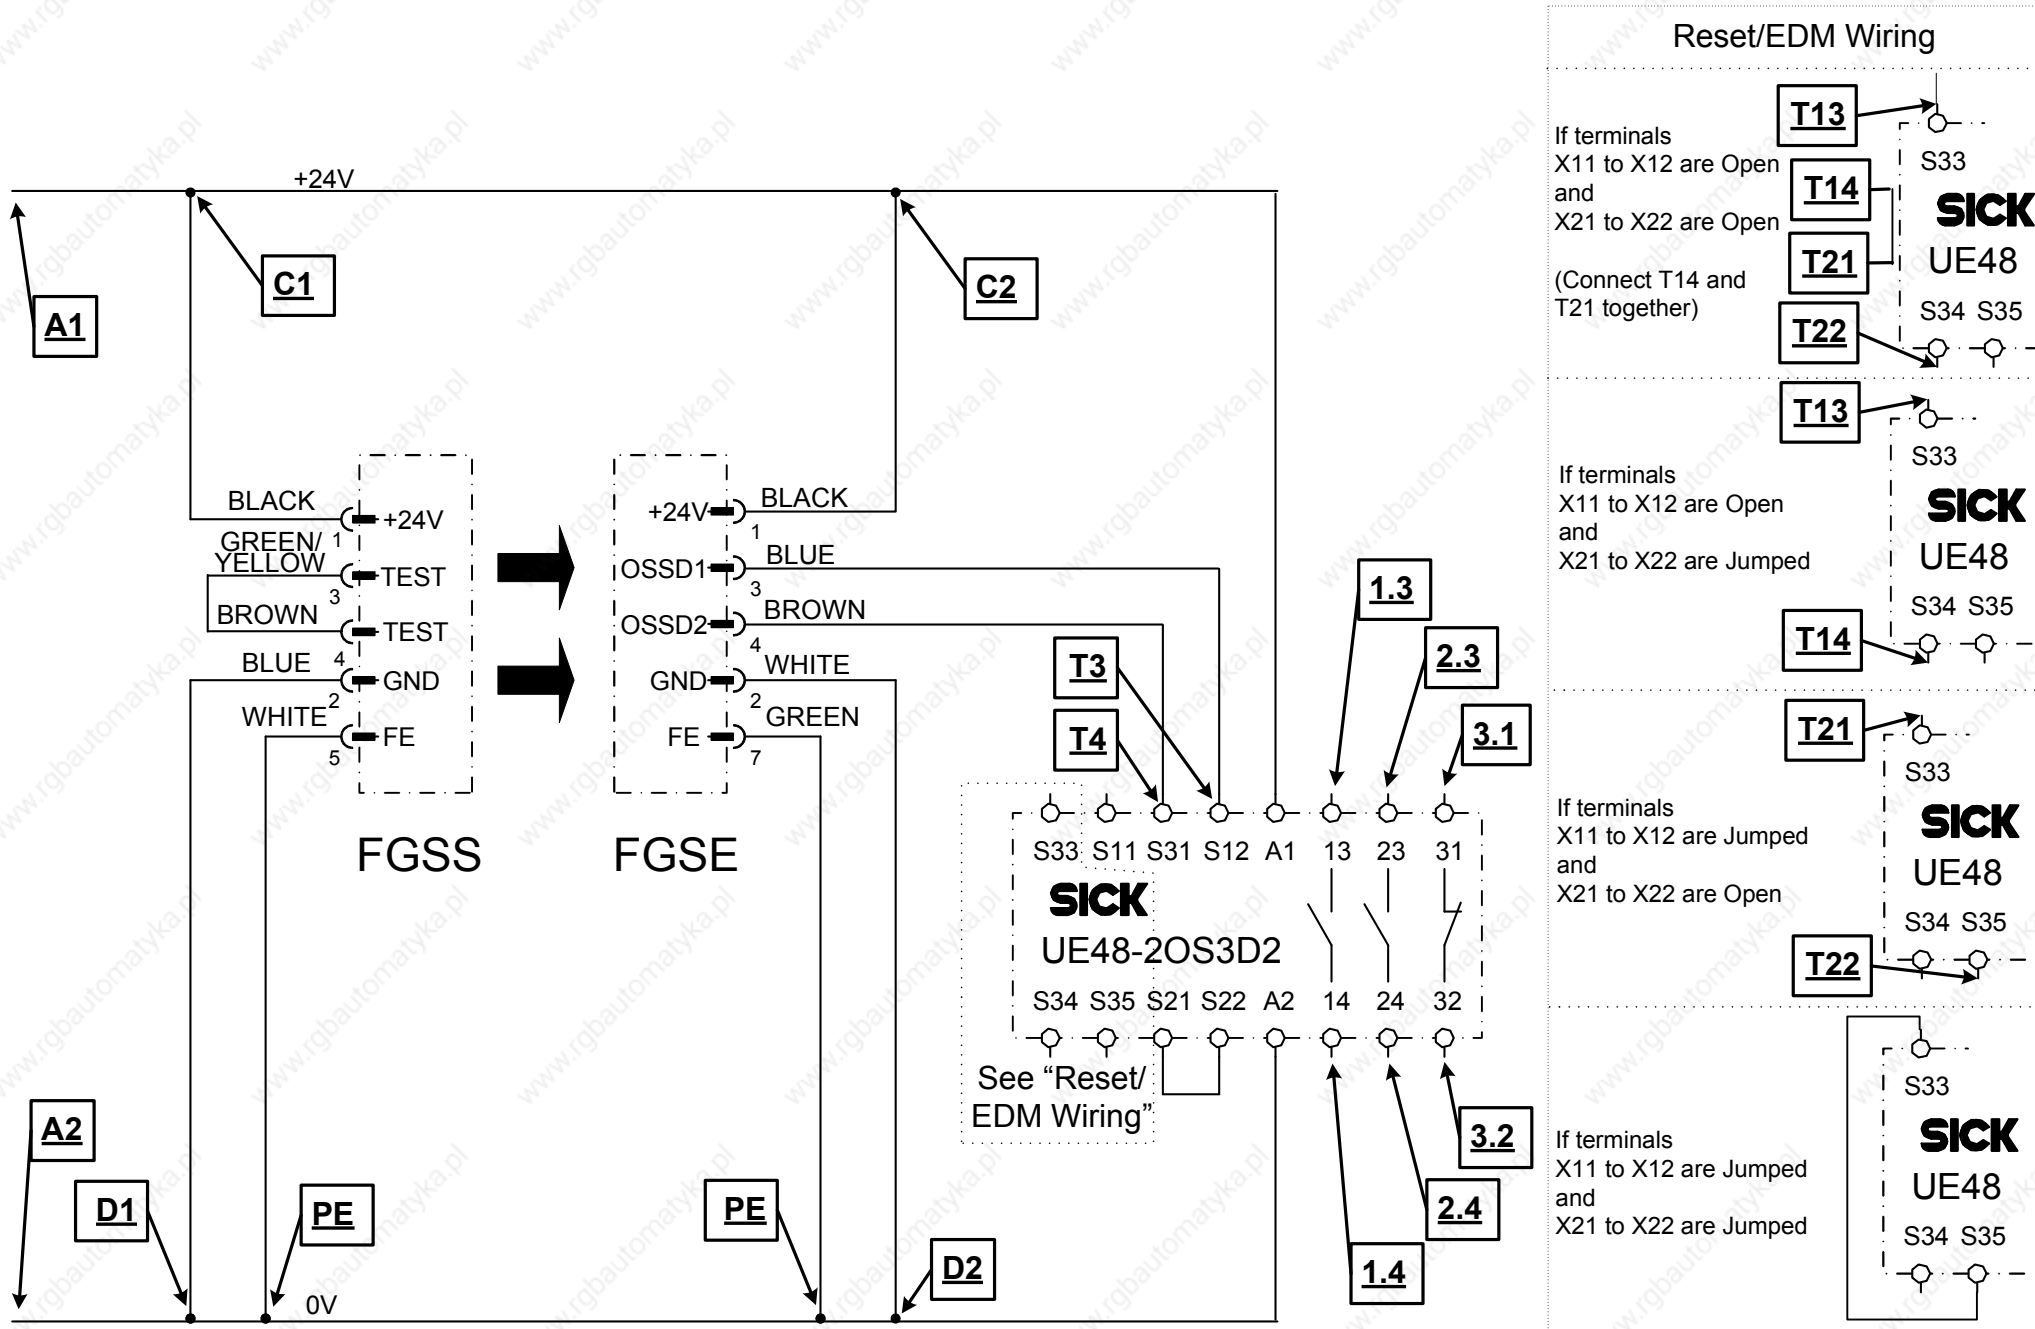 +24V
C1
C2
A1
BLACK
+24V
1
GREEN/
YELLOW
TEST
3
BROWN
TEST
4
BLUE
GND
2
WHITE
FE
5
FGSS
+24V
BLACK
1
OSSD1
BLUE
3
OSSD2
BROWN
4
GND
WHITE
2
FE
GREEN
7
FGSE
T3
T4
1.3
2.3
3.1
S33 S11 S31 S12 A1 13 23 31
SICK
UE48-2OS3D2
S34 S35 S21 S22 A2 14 24 32
See “Reset/
EDM Wiring”
3.2
2.4
1.4
A2
D1
PE
PE
D2
0V
Reset/EDM Wiring
If terminals
X11 to X12 are Open
and
X21 to X22 are Open
(Connect T14 and
T21 together)
T13
T14
T21
T22
S33
SICK
UE48
S34 S35
If terminals
X11 to X12 are Open
and
X21 to X22 are Jumped
T13
T14
S33
SICK
UE48
S34 S35
If terminals
X11 to X12 are Jumped
and
X21 to X22 are Open
T21
T22
S33
SICK
UE48
S34 S35
If terminals
X11 to X12 are Jumped
and
X21 to X22 are Jumped
S33
SICK
UE48
S34 S35
www.rgbautomatyka.pl